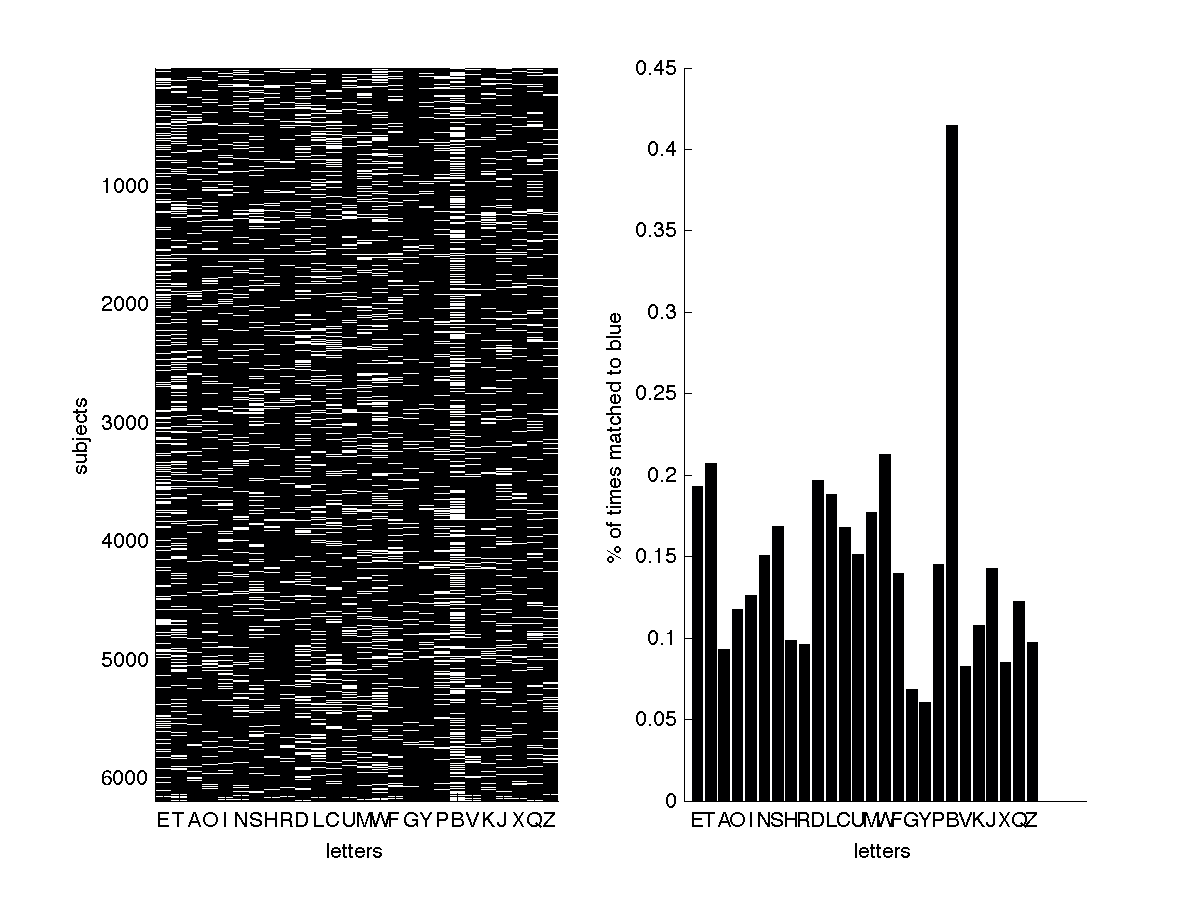 subjects
1000
2000
3000
4000
5000
6000
ETAOINSHRDLCUMWFGYPBVKJXQZ
letters
% of times matched to blue
0.45
0.4
0.35
0.3
0.25
0.2
0.15
0.1
0.05
0
ETAOINSHRDLCUMWFGYPBVKJXQZ
letters